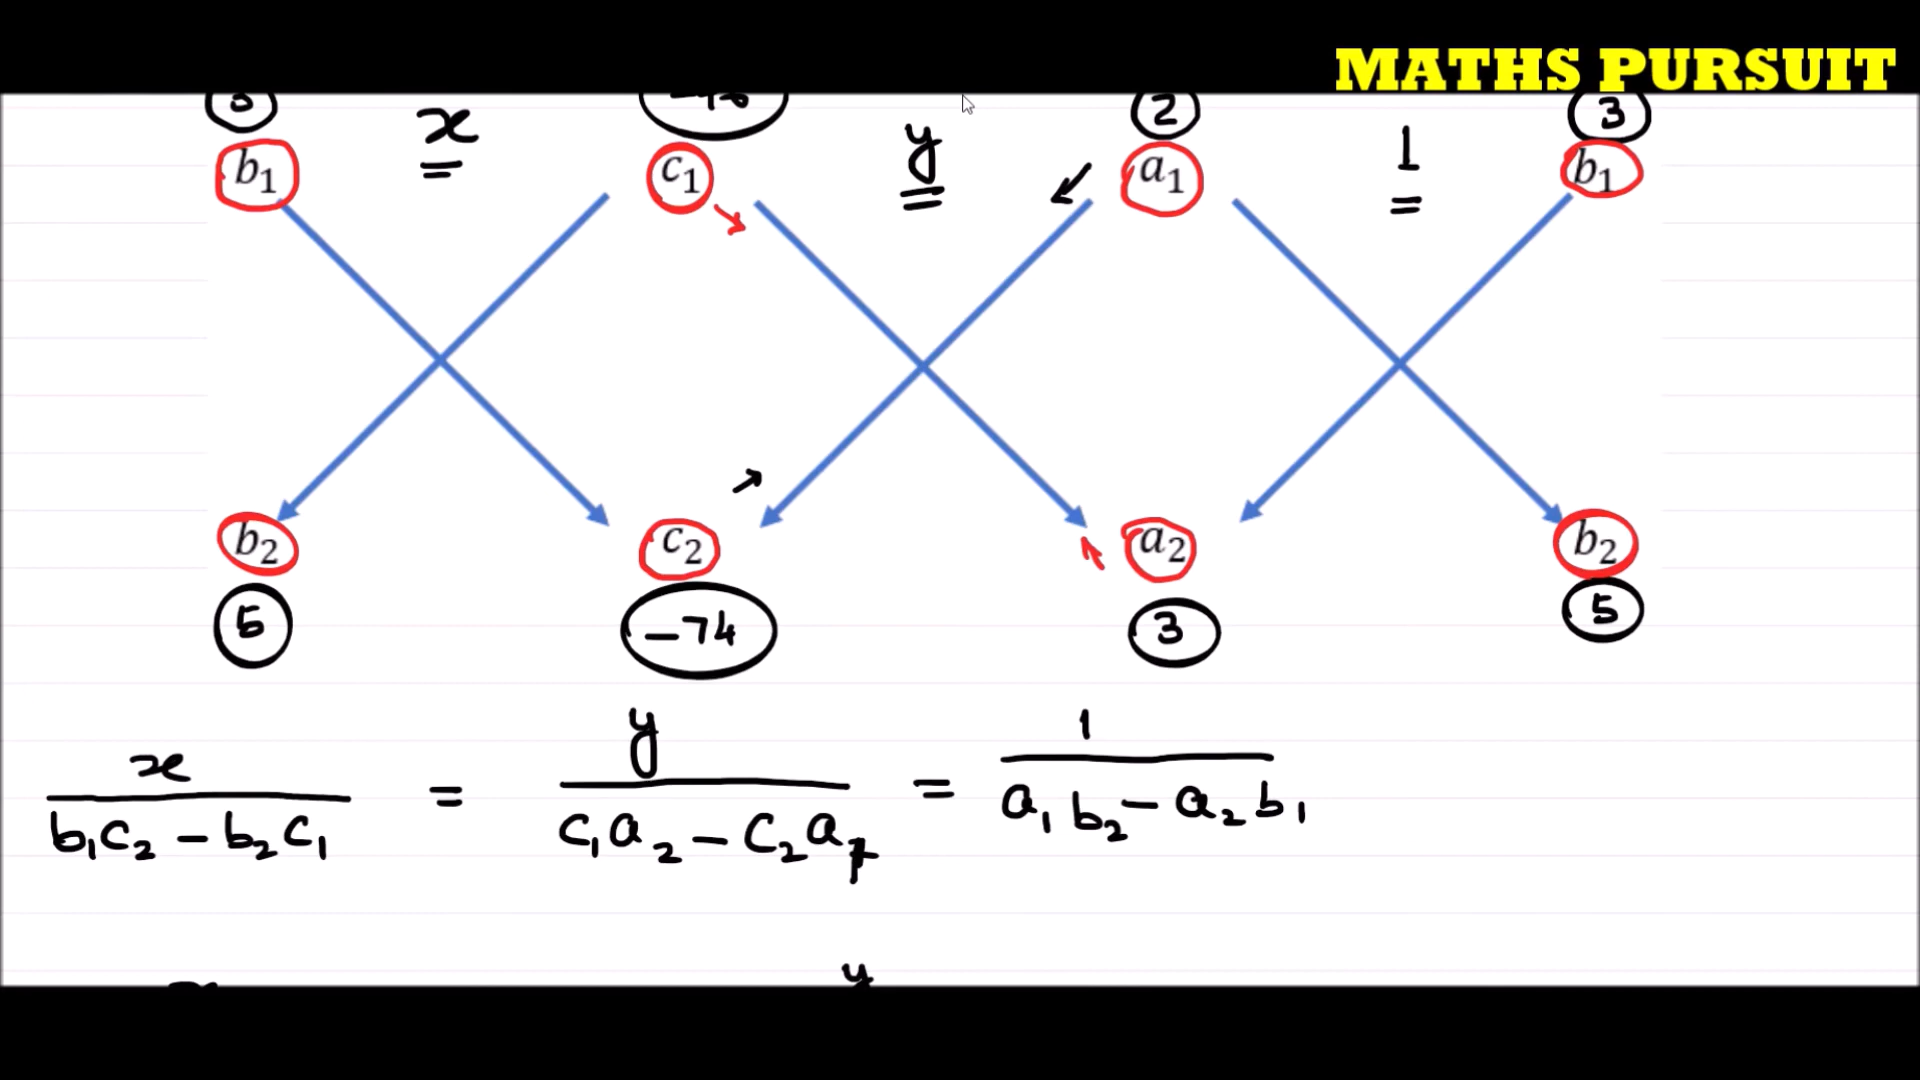 MATHS PURSUIT
2 3
x y 1
b₁ c₁ a₁ b₁
b₂ c₂ a₂ b₂
5 -74 3 5
x/(b₁c₂ - b₂c₁) = y/(c₁a₂ - c₂a₁) = 1/(a₁b₂ - a₂b₁)
y